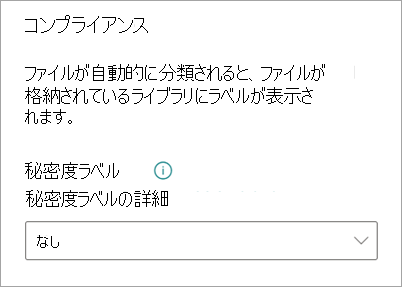 コンプライアンス
ファイルが自動的に分類されると、ファイルが
格納されているライブラリにラベルが表示さ
れます。
秘密度ラベル
秘密度ラベルの詳細
なし